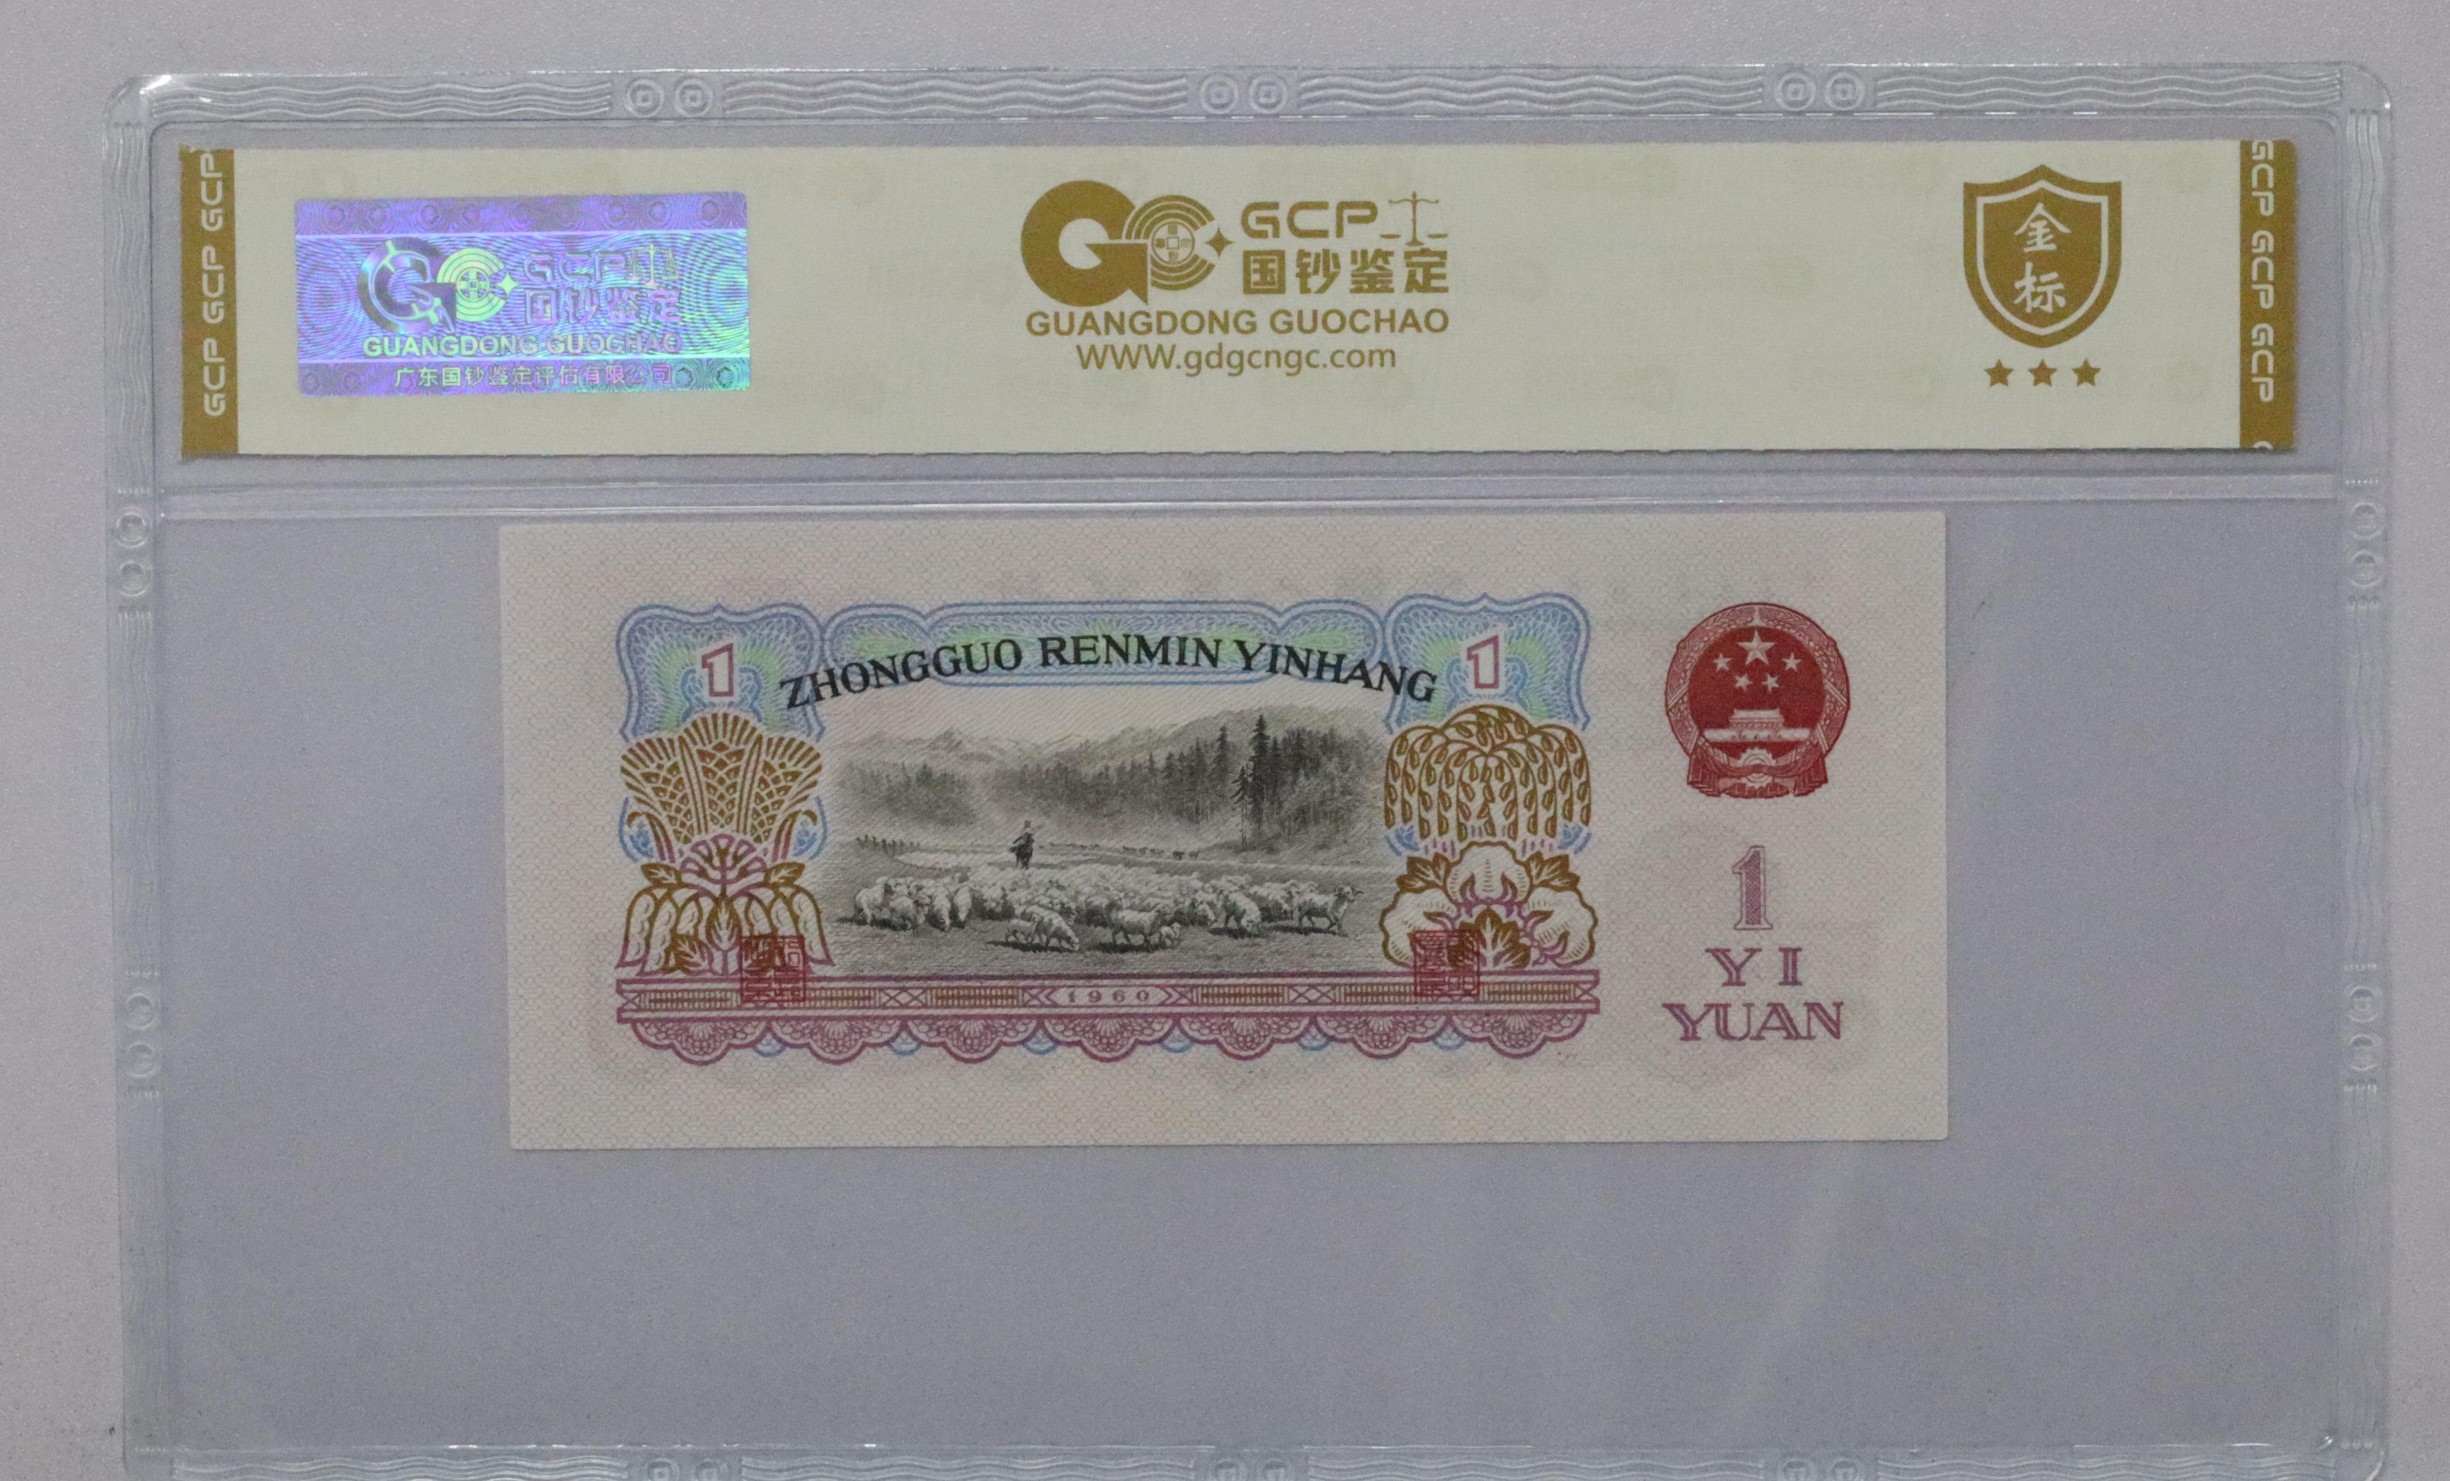 GCP GCP GCP
GCP
国钞鉴定
GUANGDONG GUOCHAO
广东国钞鉴定评估有限公司
GCP
国钞鉴定
GUANGDONG GUOCHAO
WWW.gdgcngc.com
金
标
GCP GCP GCP
1
ZHONGGUO RENMIN YINHANG
1
1960
1
YI
YUAN